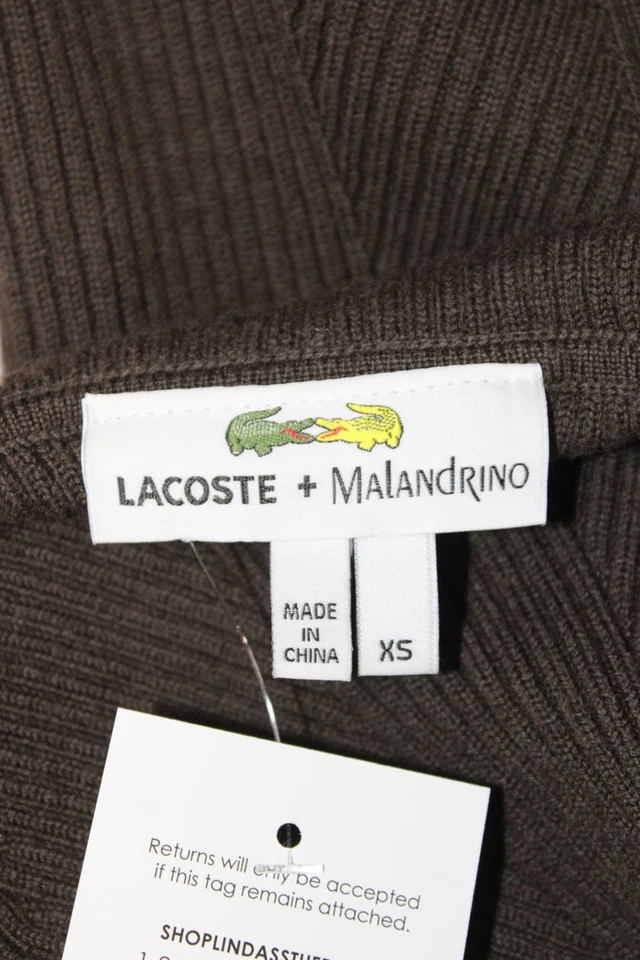 LACOSTE + MALANDRINO
MADE
IN
CHINA
XS
Returns will only be accepted
if this tag remains attached.